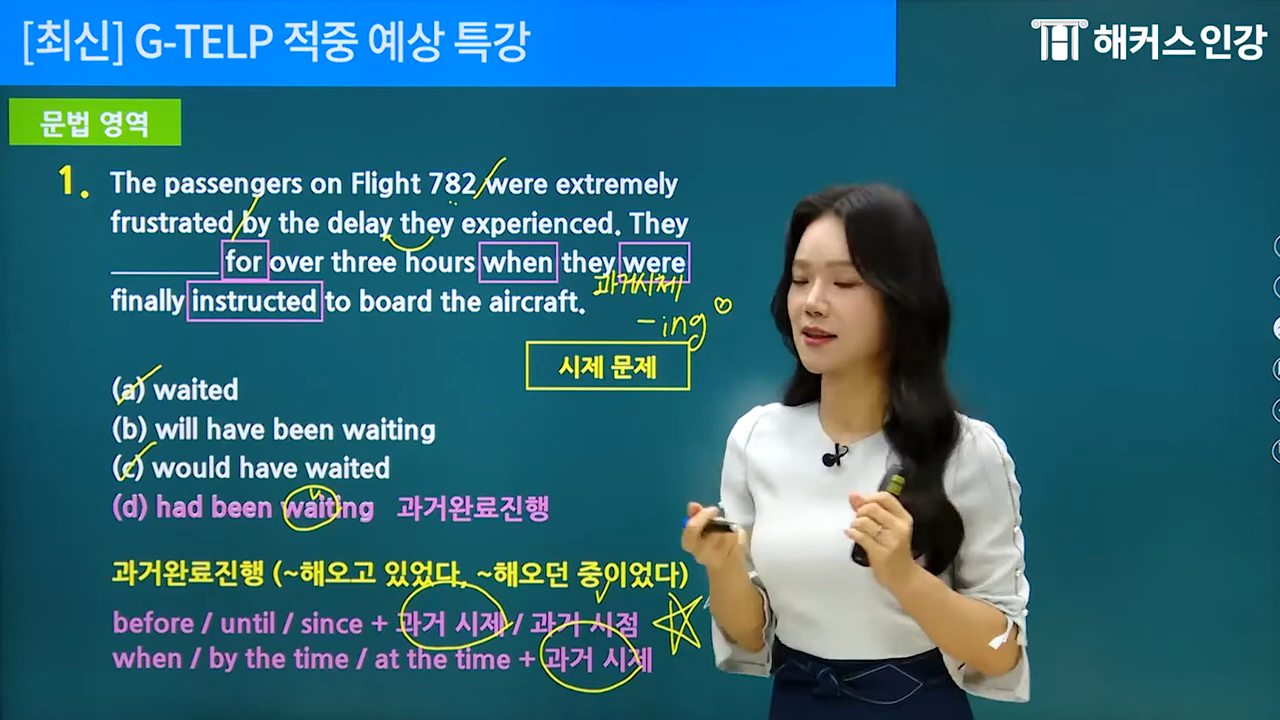 [최신] G-TELP 적중 예상 특강
해커스인강
문법 영역
1. The passengers on Flight 782 were extremely
frustrated by the delay they experienced. They
________ for over three hours when they were
과거시제
finally instructed to board the aircraft.
-ing
시제 문제
(a) waited
(b) will have been waiting
(c) would have waited
(d) had been waiting 과거완료진행
과거완료진행 (~해오고 있었다, ~해오던 중이었다)
before / until / since + 과거 시제 / 과거 시점
when / by the time / at the time + 과거 시제